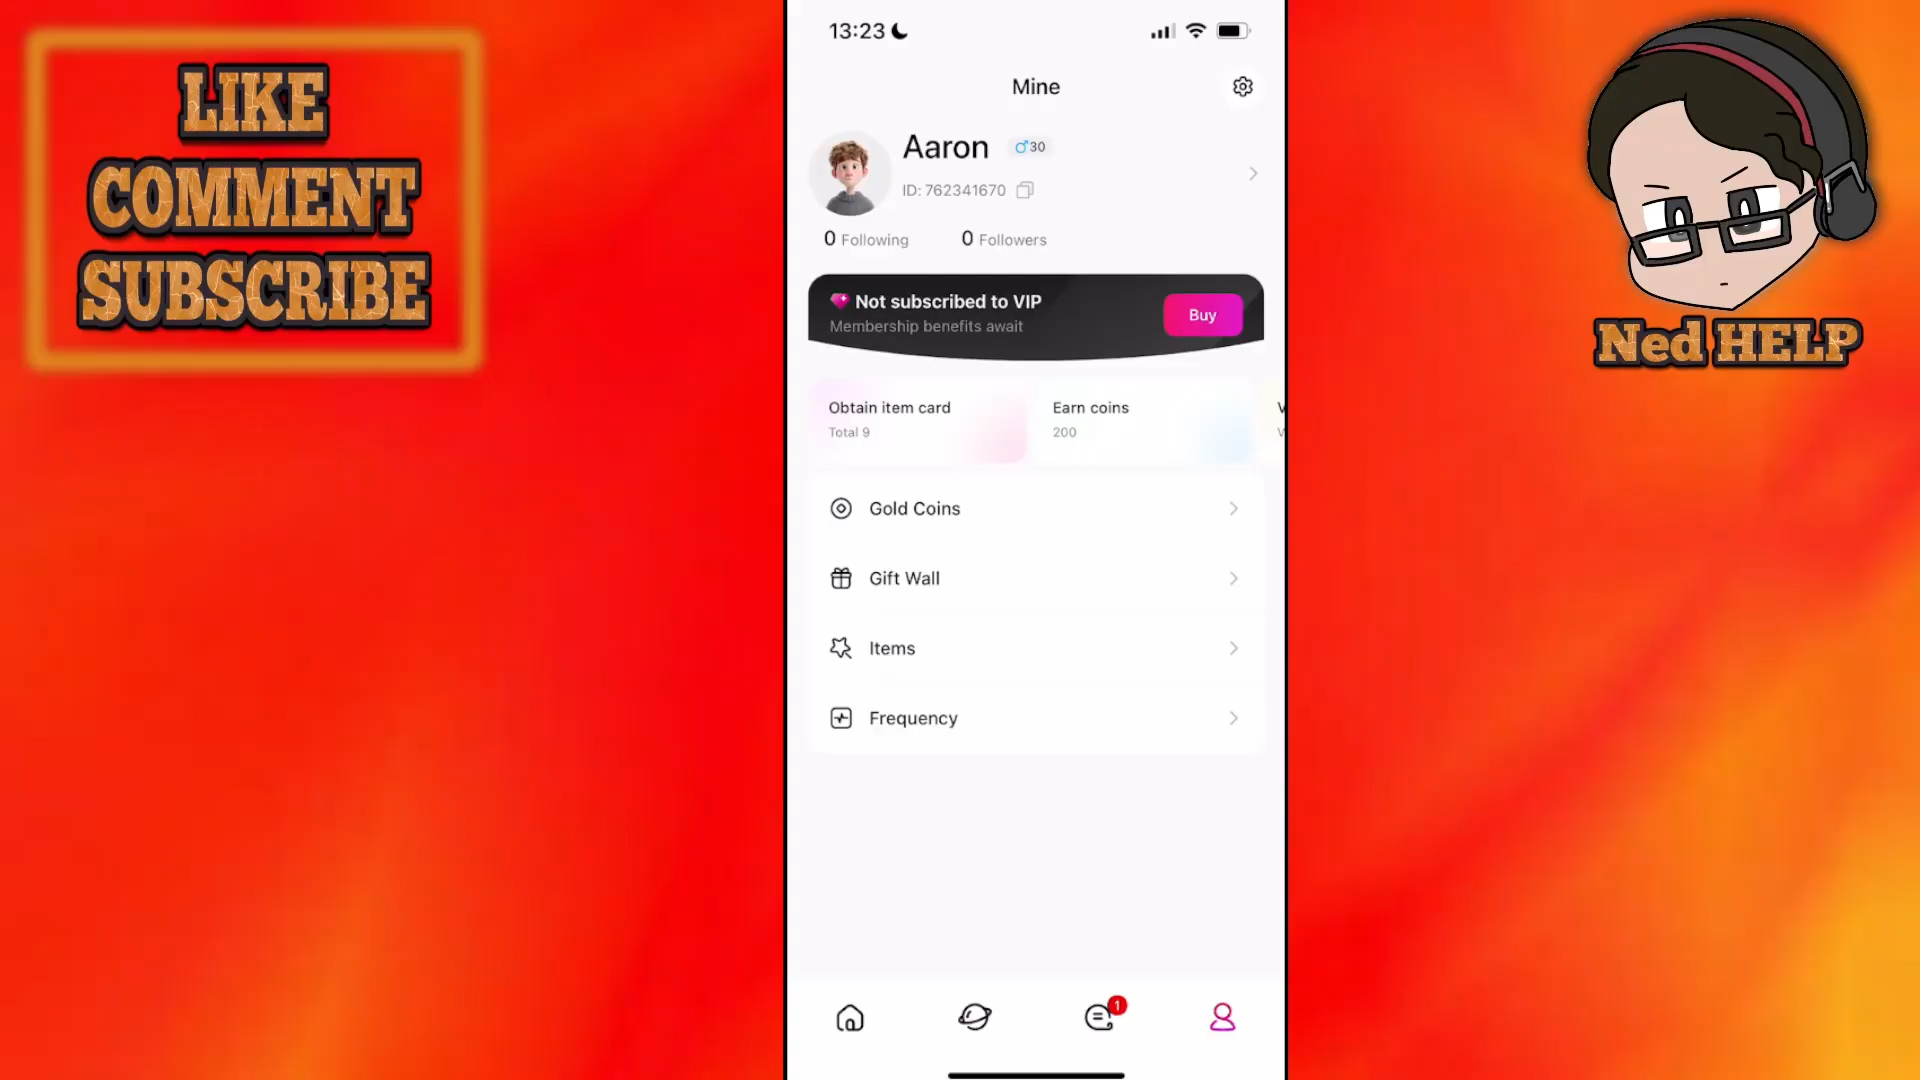 LIKE
COMMENT
SUBSCRIBE
13:23
Mine
Aaron
30
ID: 762341670
0 Following
0 Followers
Not subscribed to VIP
Membership benefits await
Buy
Obtain item card
Total 9
Earn coins
200
Gold Coins
Gift Wall
Items
Frequency
1
Ned HELP